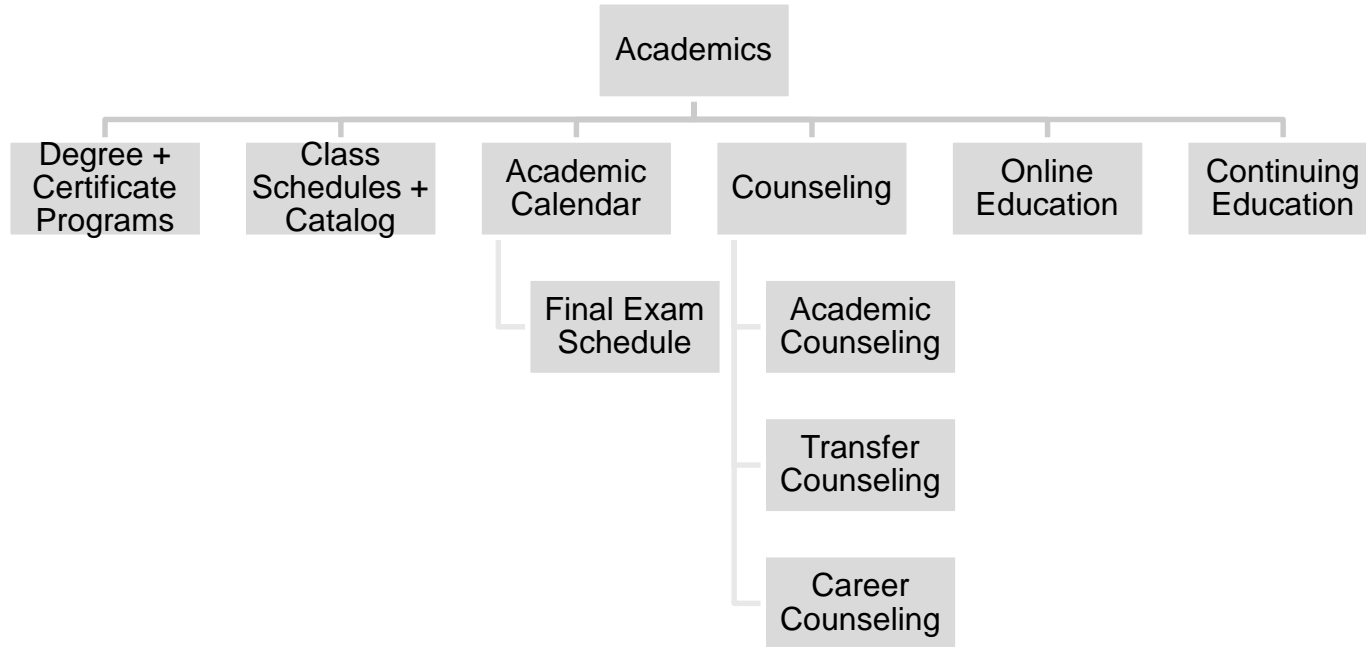 Academics
Degree +
Certificate
Programs
Class
Schedules +
Catalog
Academic
Calendar
Counseling
Online
Education
Continuing
Education
Final Exam
Schedule
Academic
Counseling
Transfer
Counseling
Career
Counseling